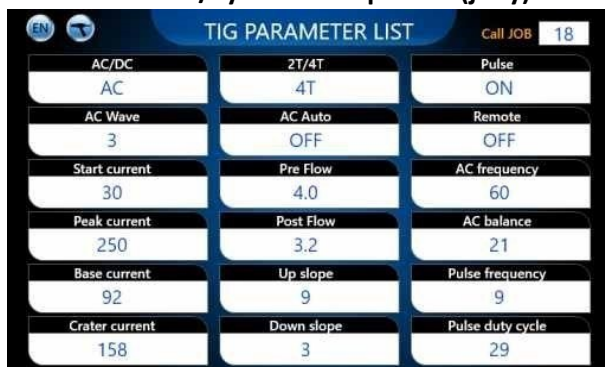 EN TIG PARAMETER LIST Call JOB 18
AC/DC 2T/4T Pulse
AC 4T ON
AC Wave AC Auto Remote
3 OFF OFF
Start current Pre Flow AC frequency
30 4.0 60
Peak current Post Flow AC balance
250 3.2 21
Base current Up slope Pulse frequency
92 9 9
Crater current Down slope Pulse duty cycle
158 3 29